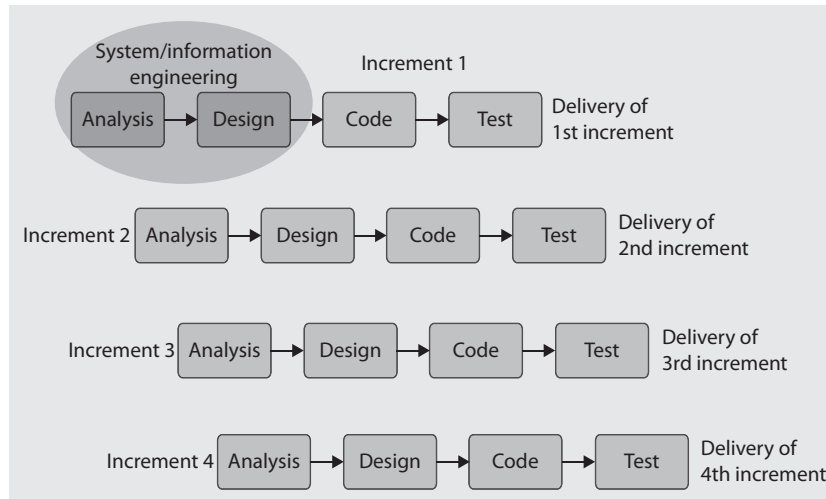 System/information
engineering
Increment 1
Analysis
Design
Code
Test
Delivery of
1st increment
Increment 2
Analysis
Design
Code
Test
Delivery of
2nd increment
Increment 3
Analysis
Design
Code
Test
Delivery of
3rd increment
Increment 4
Analysis
Design
Code
Test
Delivery of
4th increment